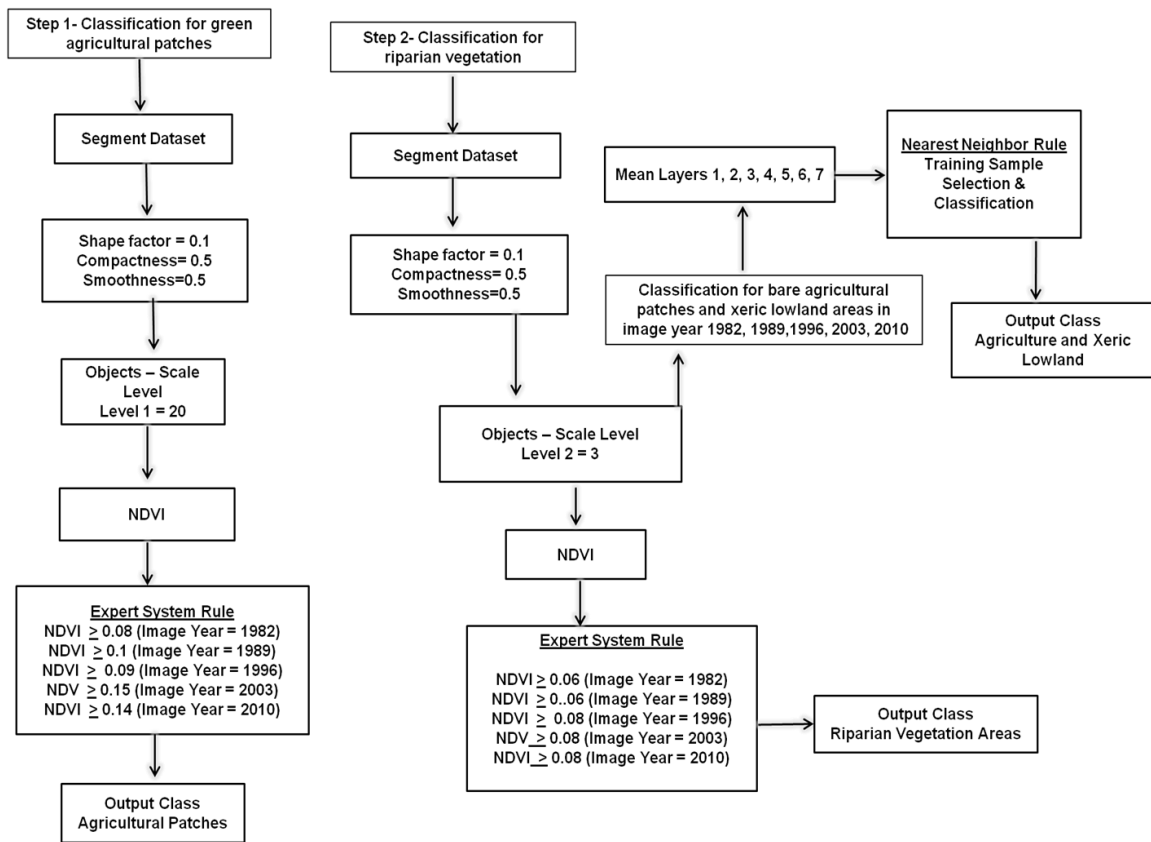 Step 1- Classification for green
agricultural patches
Segment Dataset
Shape factor = 0.1
Compactness= 0.5
Smoothness=0.5
Objects – Scale
Level
Level 1 = 20
NDVI
Expert System Rule
NDVI ≥ 0.08 (Image Year = 1982)
NDVI ≥ 0.1 (Image Year = 1989)
NDVI ≥ 0.09 (Image Year = 1996)
NDV ≥ 0.15 (Image Year = 2003)
NDVI ≥ 0.14 (Image Year = 2010)
Output Class
Agricultural Patches
Step 2- Classification for
riparian vegetation
Segment Dataset
Shape factor = 0.1
Compactness= 0.5
Smoothness=0.5
Objects – Scale Level
Level 2 = 3
NDVI
Expert System Rule
NDVI ≥ 0.06 (Image Year = 1982)
NDVI ≥ 0..06 (Image Year = 1989)
NDVI ≥ 0.08 (Image Year = 1996)
NDV ≥ 0.08 (Image Year = 2003)
NDVI ≥ 0.08 (Image Year = 2010)
Output Class
Riparian Vegetation Areas
Classification for bare agricultural
patches and xeric lowland areas in
image year 1982, 1989,1996, 2003, 2010
Mean Layers 1, 2, 3, 4, 5, 6, 7
Nearest Neighbor Rule
Training Sample
Selection &
Classification
Output Class
Agriculture and Xeric
Lowland